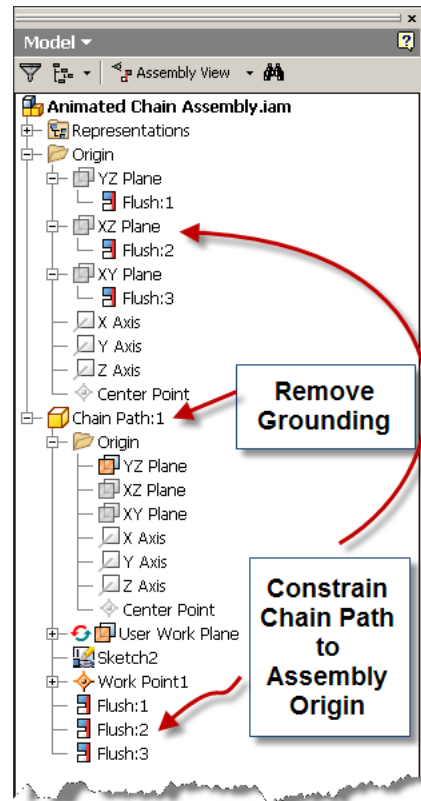 Model
Assembly View
Animated Chain Assembly.iam
Representations
Origin
YZ Plane
Flush:1
XZ Plane
Flush:2
XY Plane
Flush:3
X Axis
Y Axis
Z Axis
Center Point
Chain Path:1
Origin
YZ Plane
XZ Plane
XY Plane
X Axis
Y Axis
Z Axis
Center Point
User Work Plane
Sketch2
Work Point1
Flush:1
Flush:2
Flush:3
Remove
Grounding
Constrain
Chain Path
to
Assembly
Origin